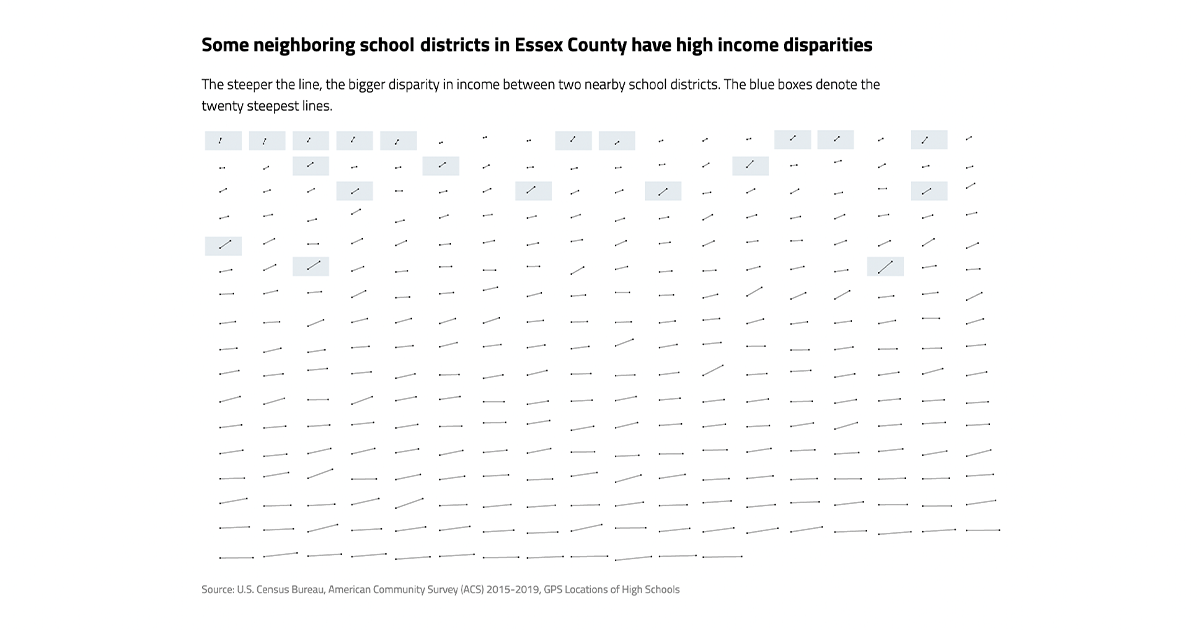 Some neighboring school districts in Essex County have high income disparities
The steeper the line, the bigger disparity in income between two nearby school districts. The blue boxes denote the
twenty steepest lines.
Source: U.S. Census Bureau, American Community Survey (ACS) 2015-2019, GPS Locations of High Schools